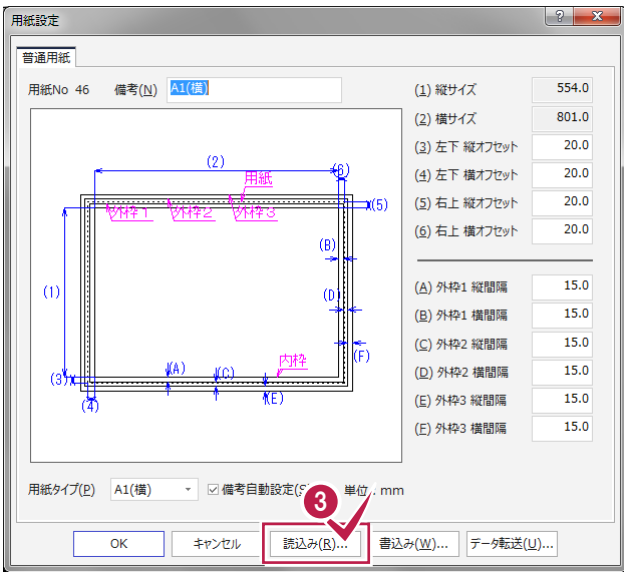 用紙設定
普通用紙
用紙No 46 備考(N) A1(横)
(1) 縦サイズ 554.0
(2) 横サイズ 801.0
(3) 左下 縦オフセット 20.0
(4) 左下 横オフセット 20.0
(5) 右上 縦オフセット 20.0
(6) 右上 横オフセット 20.0
(A) 外枠1 縦間隔 15.0
(B) 外枠1 横間隔 15.0
(C) 外枠2 縦間隔 15.0
(D) 外枠2 横間隔 15.0
(E) 外枠3 縦間隔 15.0
(F) 外枠3 横間隔 15.0
(2)
(6)
用紙
外枠1 外枠2 外枠3
(5)
(B)
(1)
(D)
内枠
(F)
(3)
(A)
(C)
(4)
(E)
用紙タイプ(P) A1(横) 備考自動設定(S) 単位 : mm
3
OK キャンセル 読込み(R)... 書込み(W)... データ転送(U)...